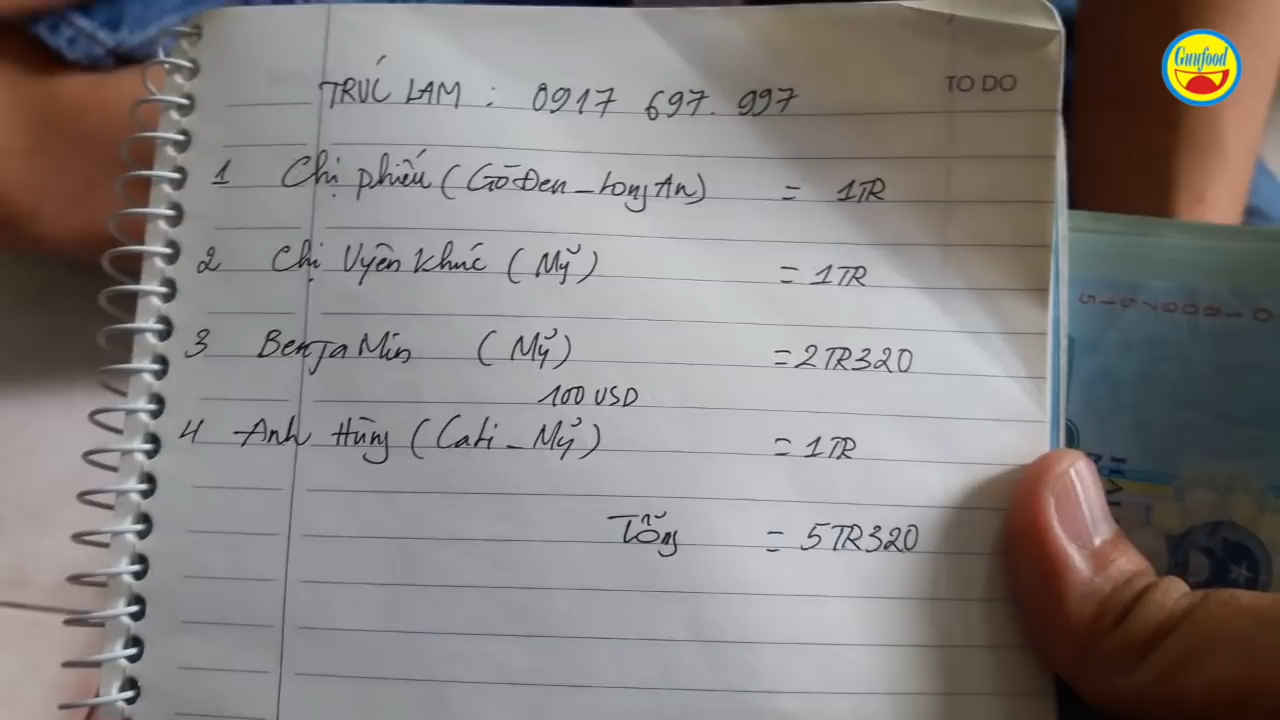 Gunfood
TO DO
TRÚC LAM : 0917 697. 997
1 Chị phiếu (Gò Đen - Long An) = 1TR
2 Chị Uyên Khúc (Mỹ) = 1TR
3 BenJaMin (Mỹ) = 2TR320
100 USD
4 Anh Hùng (Cali - Mỹ) = 1TR
Tổng = 5TR320